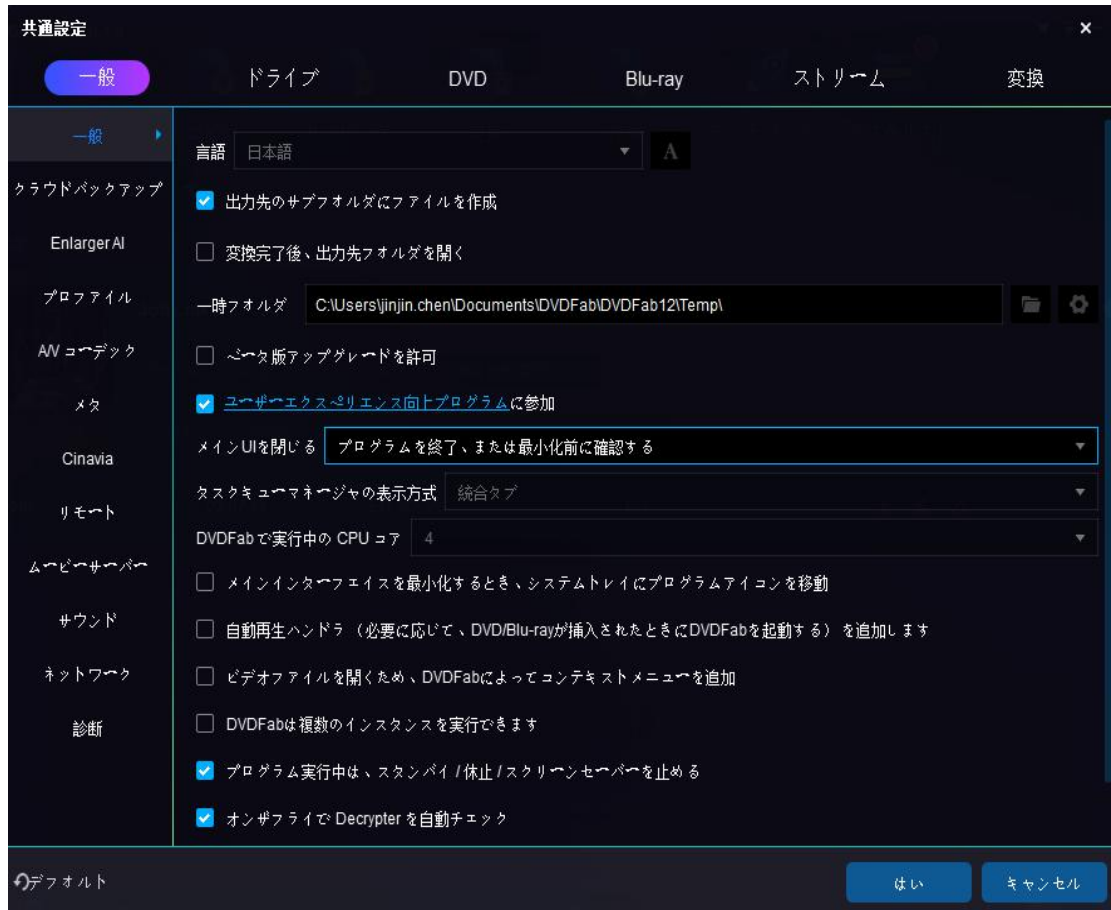 共通設定 ×
一般 ドライブ DVD Blu-ray ストリーム 変換
一般
クラウドバックアップ
Enlarger AI
プロファイル
A/V コーデック
メタ
Cinavia
リモート
ムービーサーバー
サウンド
ネットワーク
診断
言語 日本語 A
出力先のサブフォルダにファイルを作成
変換完了後、出力先フォルダを開く
一時フォルダ C:\Users\jinjin.chen\Documents\DVDFab\DVDFab12\Temp\
ベータ版アップグレードを許可
ユーザーエクスペリエンス向上プログラムに参加
メインUIを閉じる プログラムを終了、または最小化前に確認する
タスクキューマネージャの表示方式 統合タブ
DVDFabで実行中の CPU コア 4
メインインターフェイスを最小化するとき、システムトレイにプログラムアイコンを移動
自動再生ハンドラ（必要に応じて、DVD/Blu-rayが挿入されたときにDVDFabを起動する）を追加します
ビデオファイルを開くため、DVDFabによってコンテキストメニューを追加
DVDFabは複数のインスタンスを実行できます
プログラム実行中は、スタンバイ / 休止 / スクリーンセーバーを止める
オンザフライで Decrypter を自動チェック
デフォルト はい キャンセル